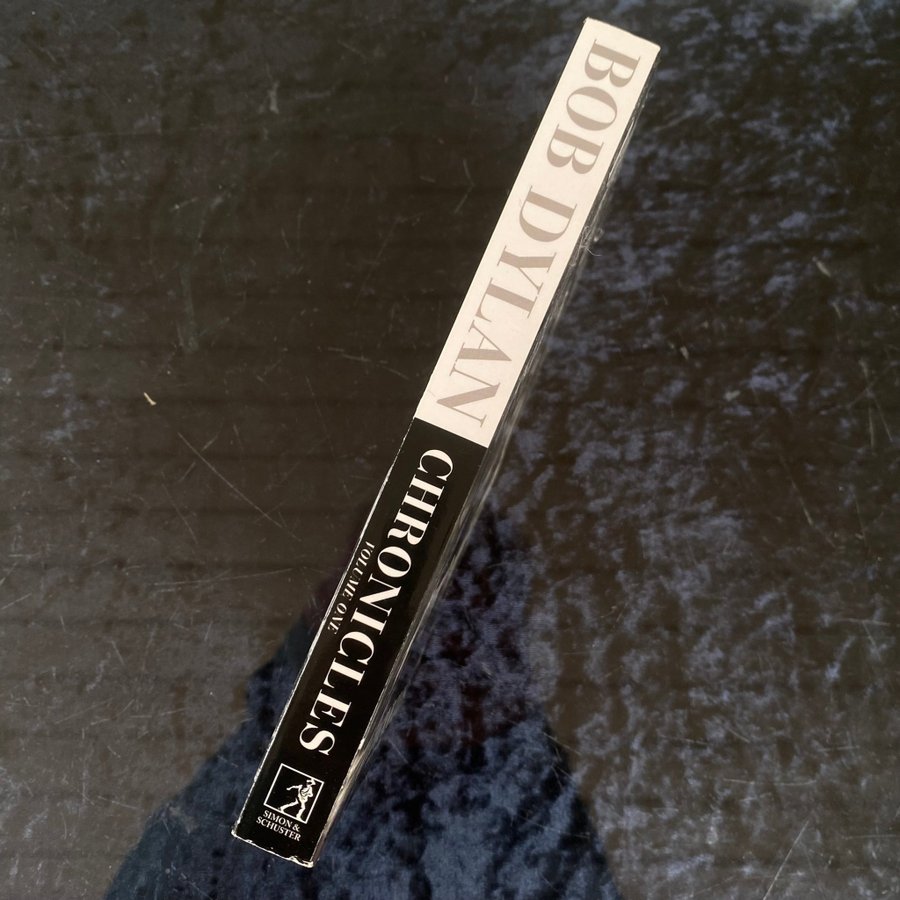 BOB DYLAN
CHRONICLES
VOLUME ONE
SIMON &
SCHUSTER